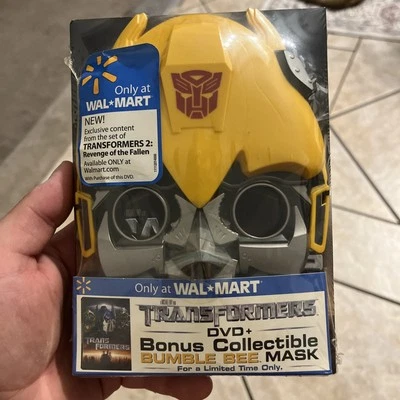 Only at
WAL★MART
NEW!
Exclusive content
from the set of
TRANSFORMERS 2:
Revenge of the Fallen
Available ONLY at
Walmart.com
With Purchase of this DVD.
Only at WAL★MART
TRANSFORMERS
DVD+
Bonus Collectible
BUMBLE BEE MASK
For a Limited Time Only.
TRANSFORMERS